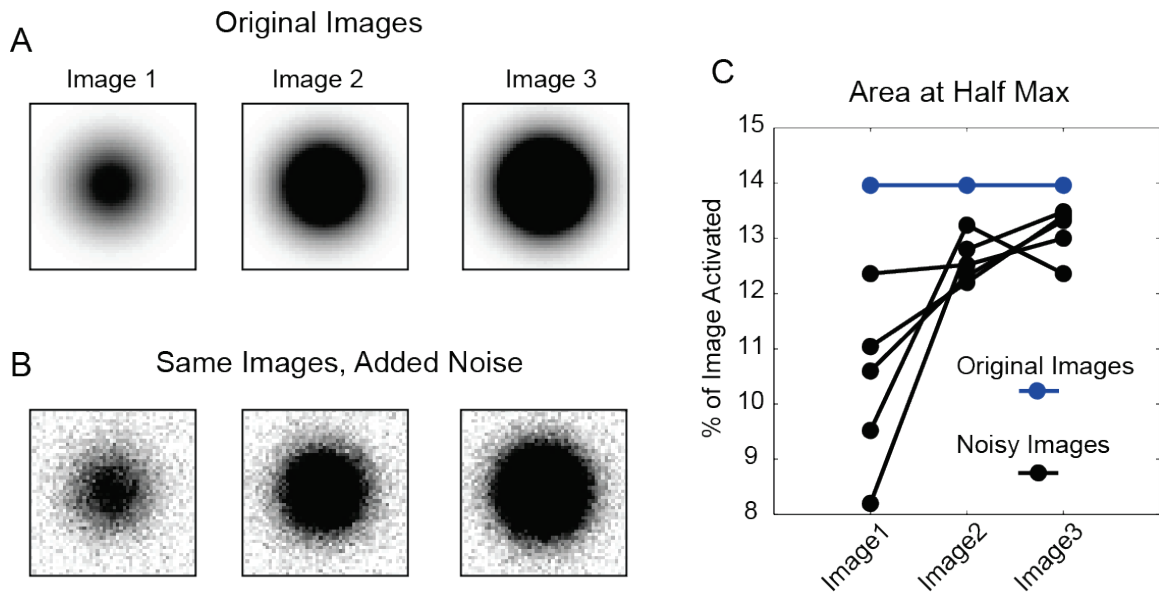 A
Original Images
Image 1
Image 2
Image 3
B
Same Images, Added Noise
C
Area at Half Max
% of Image Activated
15
14
13
12
11
10
9
8
Original Images
Noisy Images
Image1
Image2
Image3